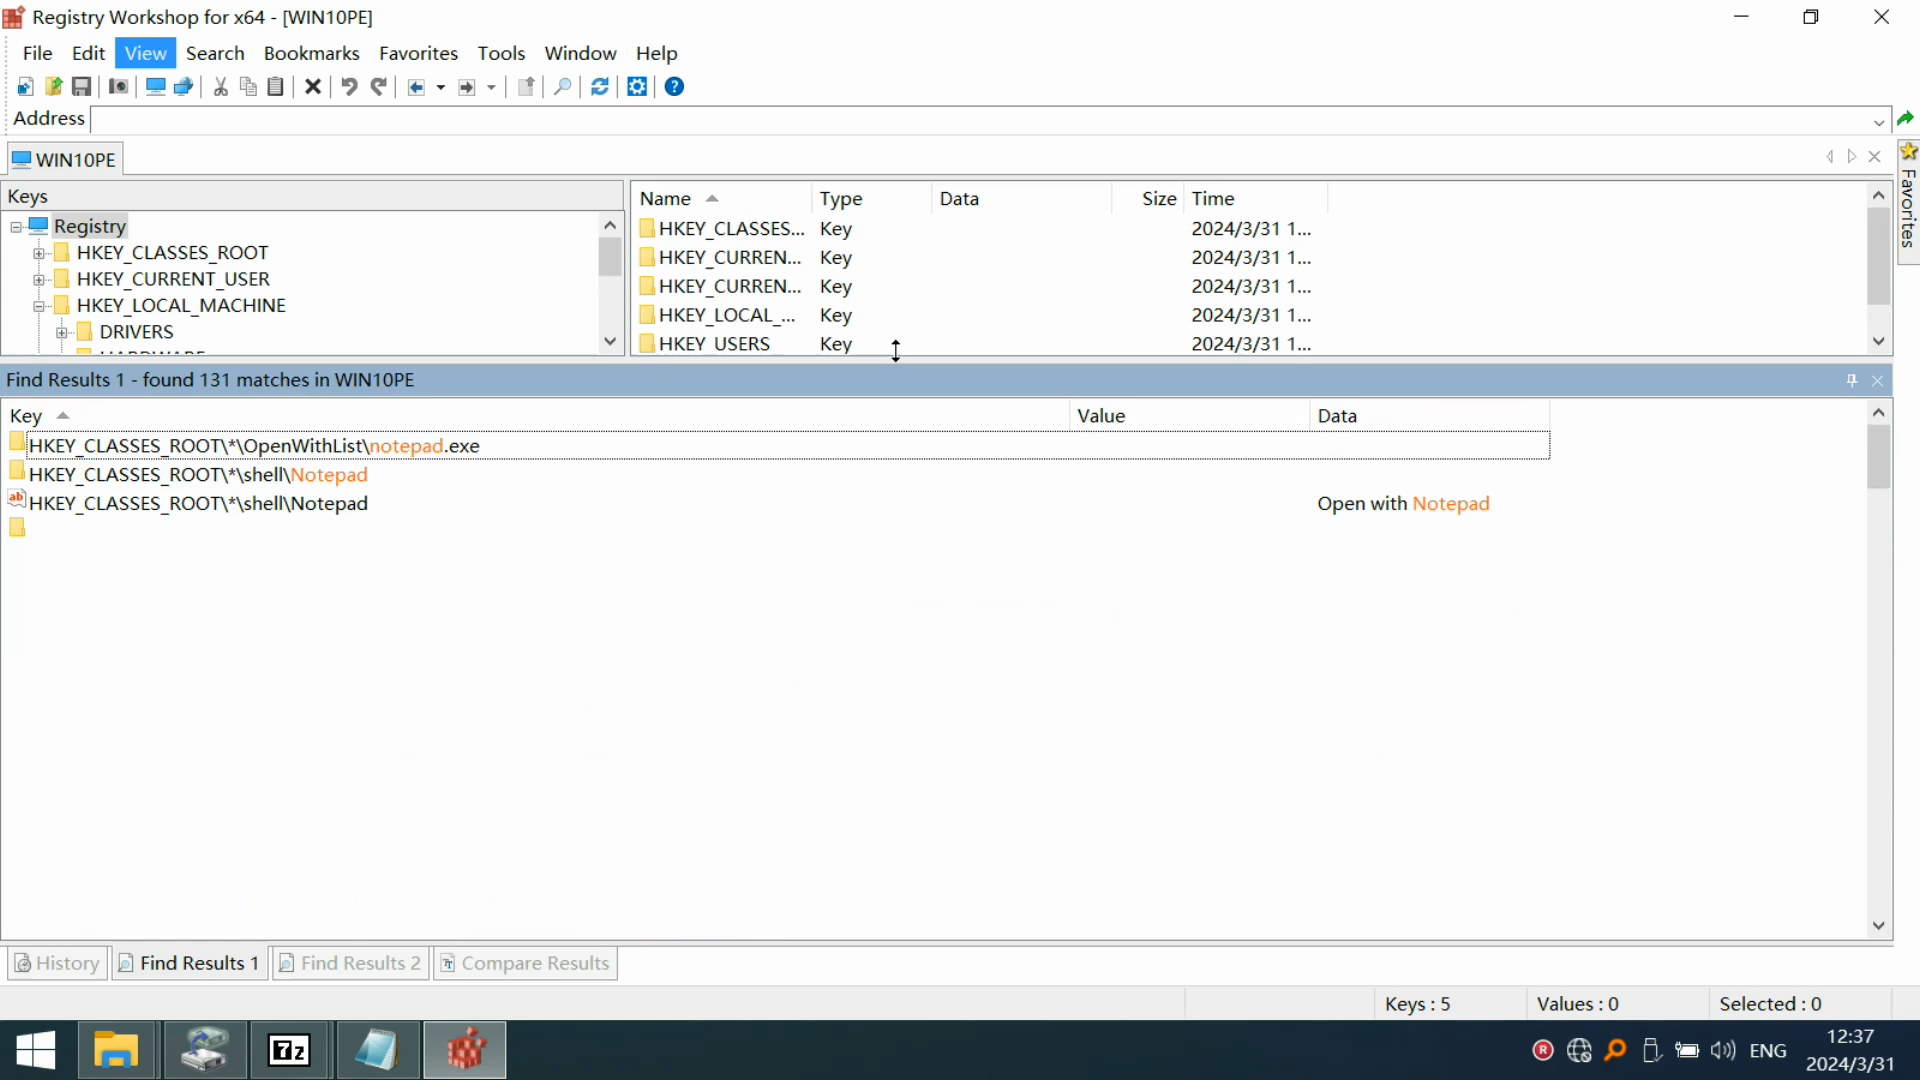 Registry Workshop for x64 - [WIN10PE]
File Edit View Search Bookmarks Favorites Tools Window Help
Address
WIN10PE
Favorites
Keys
Registry
HKEY_CLASSES_ROOT
HKEY_CURRENT_USER
HKEY_LOCAL_MACHINE
DRIVERS
Name Type Data Size Time
HKEY_CLASSES... Key 2024/3/31 1...
HKEY_CURREN... Key 2024/3/31 1...
HKEY_CURREN... Key 2024/3/31 1...
HKEY_LOCAL_... Key 2024/3/31 1...
HKEY_USERS Key 2024/3/31 1...
Find Results 1 - found 131 matches in WIN10PE
Key Value Data
HKEY_CLASSES_ROOT\*\OpenWithList\notepad.exe
HKEY_CLASSES_ROOT\*\shell\Notepad
ab HKEY_CLASSES_ROOT\*\shell\Notepad Open with Notepad
History Find Results 1 Find Results 2 Compare Results
Keys : 5 Values : 0 Selected : 0
7z R ENG 12:37
2024/3/31